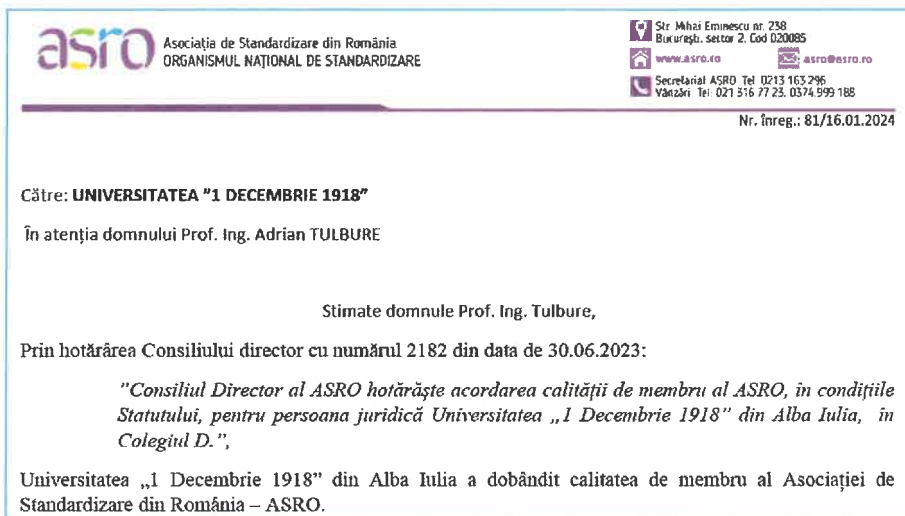 asro Asociația de Standardizare din România
ORGANISMUL NAȚIONAL DE STANDARDIZARE
Str. Mihai Eminescu nr. 238
București, sector 2, Cod 020085
www.asro.ro asro@asro.ro
Secretariat ASRO Tel 0213 163 296
Vânzări Tel: 021 316 77 23, 0374 999 188
Nr. înreg.: 81/16.01.2024
Către: UNIVERSITATEA "1 DECEMBRIE 1918"
În atenția domnului Prof. Ing. Adrian TULBURE
Stimate domnule Prof. Ing. Tulbure,
Prin hotărârea Consiliului director cu numărul 2182 din data de 30.06.2023:
"Consiliul Director al ASRO hotărăște acordarea calității de membru al ASRO, în condițiile
Statutului, pentru persoana juridică Universitatea „1 Decembrie 1918" din Alba Iulia, în
Colegiul D.",
Universitatea „1 Decembrie 1918" din Alba Iulia a dobândit calitatea de membru al Asociației de
Standardizare din România – ASRO.